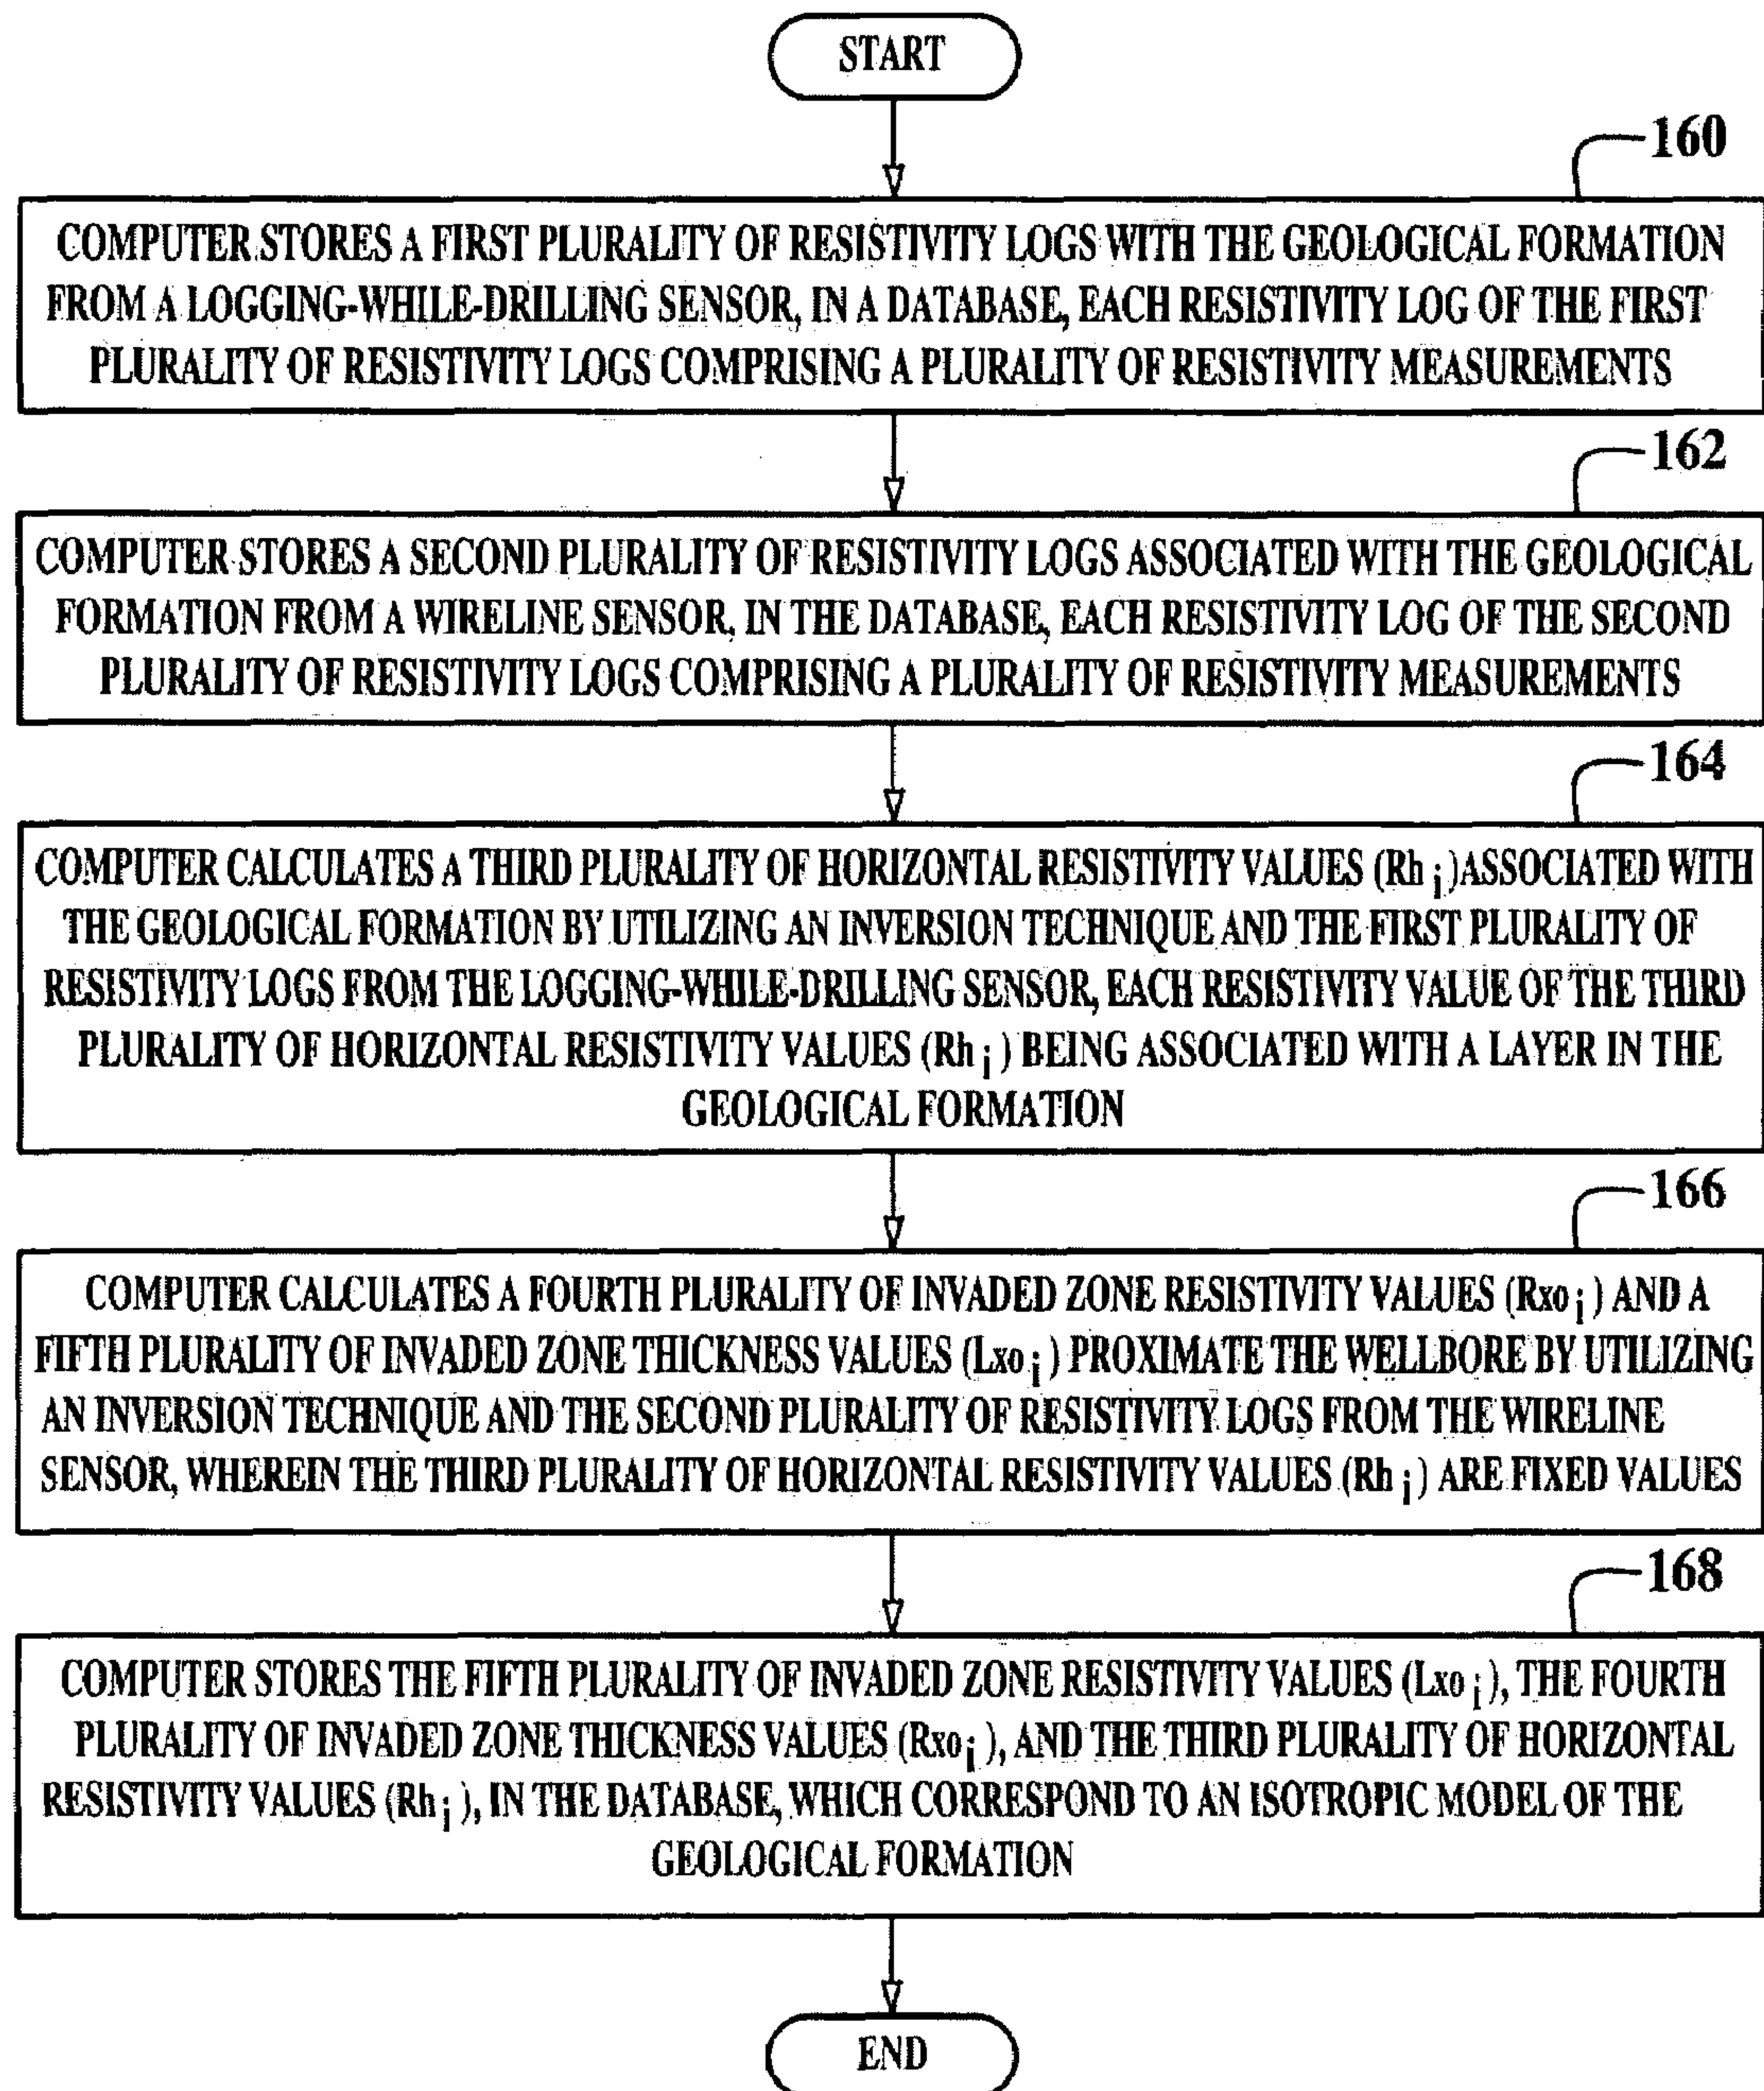 START
160
COMPUTER STORES A FIRST PLURALITY OF RESISTIVITY LOGS WITH THE GEOLOGICAL FORMATION
FROM A LOGGING-WHILE-DRILLING SENSOR, IN A DATABASE, EACH RESISTIVITY LOG OF THE FIRST
PLURALITY OF RESISTIVITY LOGS COMPRISING A PLURALITY OF RESISTIVITY MEASUREMENTS
162
COMPUTER STORES A SECOND PLURALITY OF RESISTIVITY LOGS ASSOCIATED WITH THE GEOLOGICAL
FORMATION FROM A WIRELINE SENSOR, IN THE DATABASE, EACH RESISTIVITY LOG OF THE SECOND
PLURALITY OF RESISTIVITY LOGS COMPRISING A PLURALITY OF RESISTIVITY MEASUREMENTS
164
COMPUTER CALCULATES A THIRD PLURALITY OF HORIZONTAL RESISTIVITY VALUES (Rh i) ASSOCIATED WITH
THE GEOLOGICAL FORMATION BY UTILIZING AN INVERSION TECHNIQUE AND THE FIRST PLURALITY OF
RESISTIVITY LOGS FROM THE LOGGING-WHILE-DRILLING SENSOR, EACH RESISTIVITY VALUE OF THE THIRD
PLURALITY OF HORIZONTAL RESISTIVITY VALUES (Rh i) BEING ASSOCIATED WITH A LAYER IN THE
GEOLOGICAL FORMATION
166
COMPUTER CALCULATES A FOURTH PLURALITY OF INVADED ZONE RESISTIVITY VALUES (Rxo i) AND A
FIFTH PLURALITY OF INVADED ZONE THICKNESS VALUES (Lxo i) PROXIMATE THE WELLBORE BY UTILIZING
AN INVERSION TECHNIQUE AND THE SECOND PLURALITY OF RESISTIVITY LOGS FROM THE WIRELINE
SENSOR, WHEREIN THE THIRD PLURALITY OF HORIZONTAL RESISTIVITY VALUES (Rh i) ARE FIXED VALUES
168
COMPUTER STORES THE FIFTH PLURALITY OF INVADED ZONE RESISTIVITY VALUES (Lxo i), THE FOURTH
PLURALITY OF INVADED ZONE THICKNESS VALUES (Rxo i), AND THE THIRD PLURALITY OF HORIZONTAL
RESISTIVITY VALUES (Rh i), IN THE DATABASE, WHICH CORRESPOND TO AN ISOTROPIC MODEL OF THE
GEOLOGICAL FORMATION
END